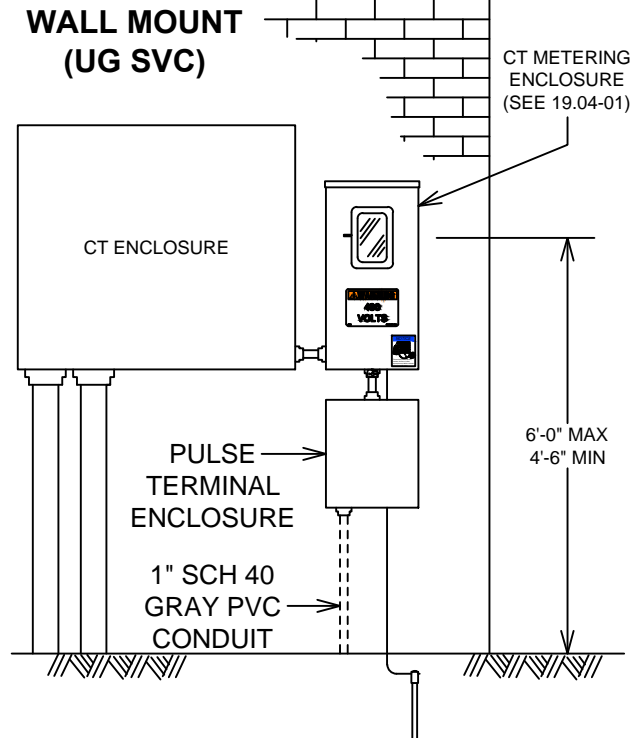 WALL MOUNT
(UG SVC)
CT METERING
ENCLOSURE
(SEE 19.04-01)
CT ENCLOSURE
VOLTS
6'-0" MAX
4'-6" MIN
PULSE
TERMINAL
ENCLOSURE
1" SCH 40
GRAY PVC
CONDUIT